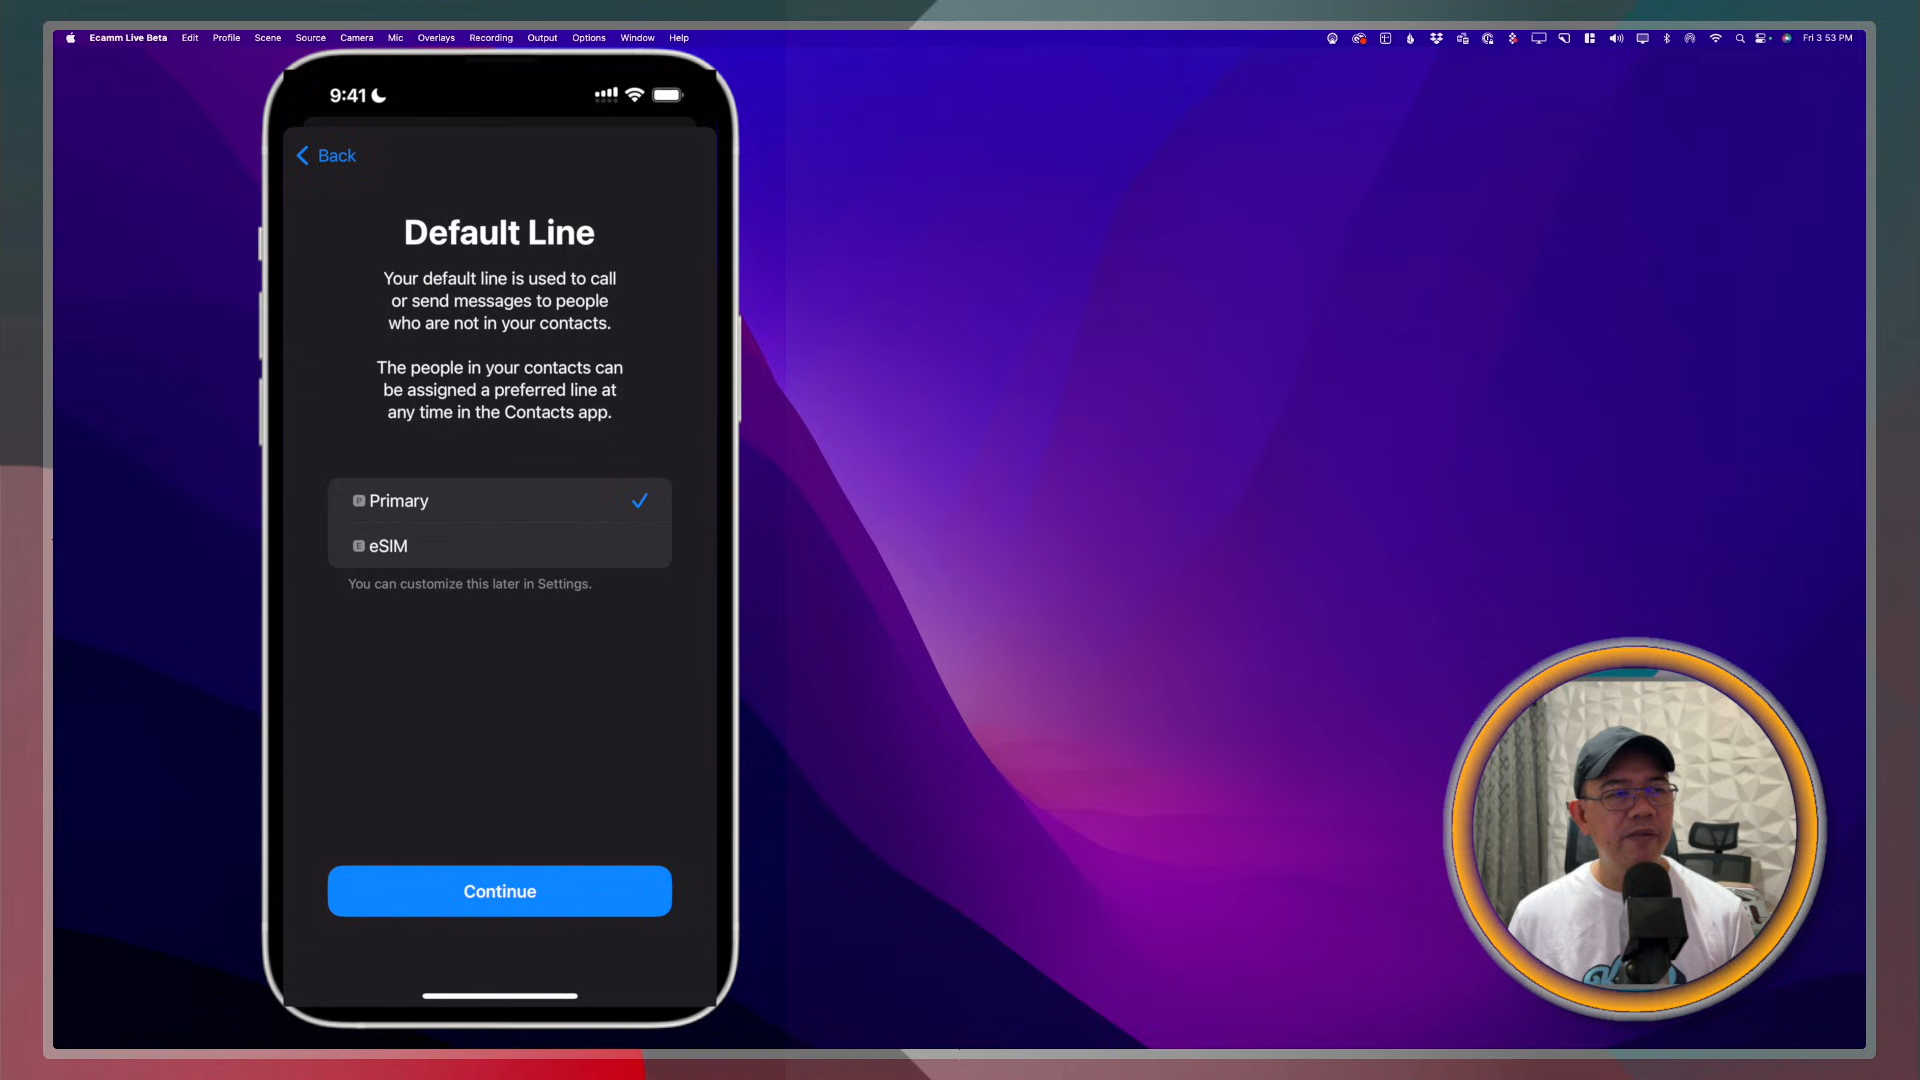 Ecamm Live Beta Edit Profile Scene Source Camera Mic Overlays Recording Output Options Window Help Fri 3 53 PM
9:41
Back
Default Line
Your default line is used to call
or send messages to people
who are not in your contacts.
The people in your contacts can
be assigned a preferred line at
any time in the Contacts app.
P Primary
E eSIM
You can customize this later in Settings.
Continue